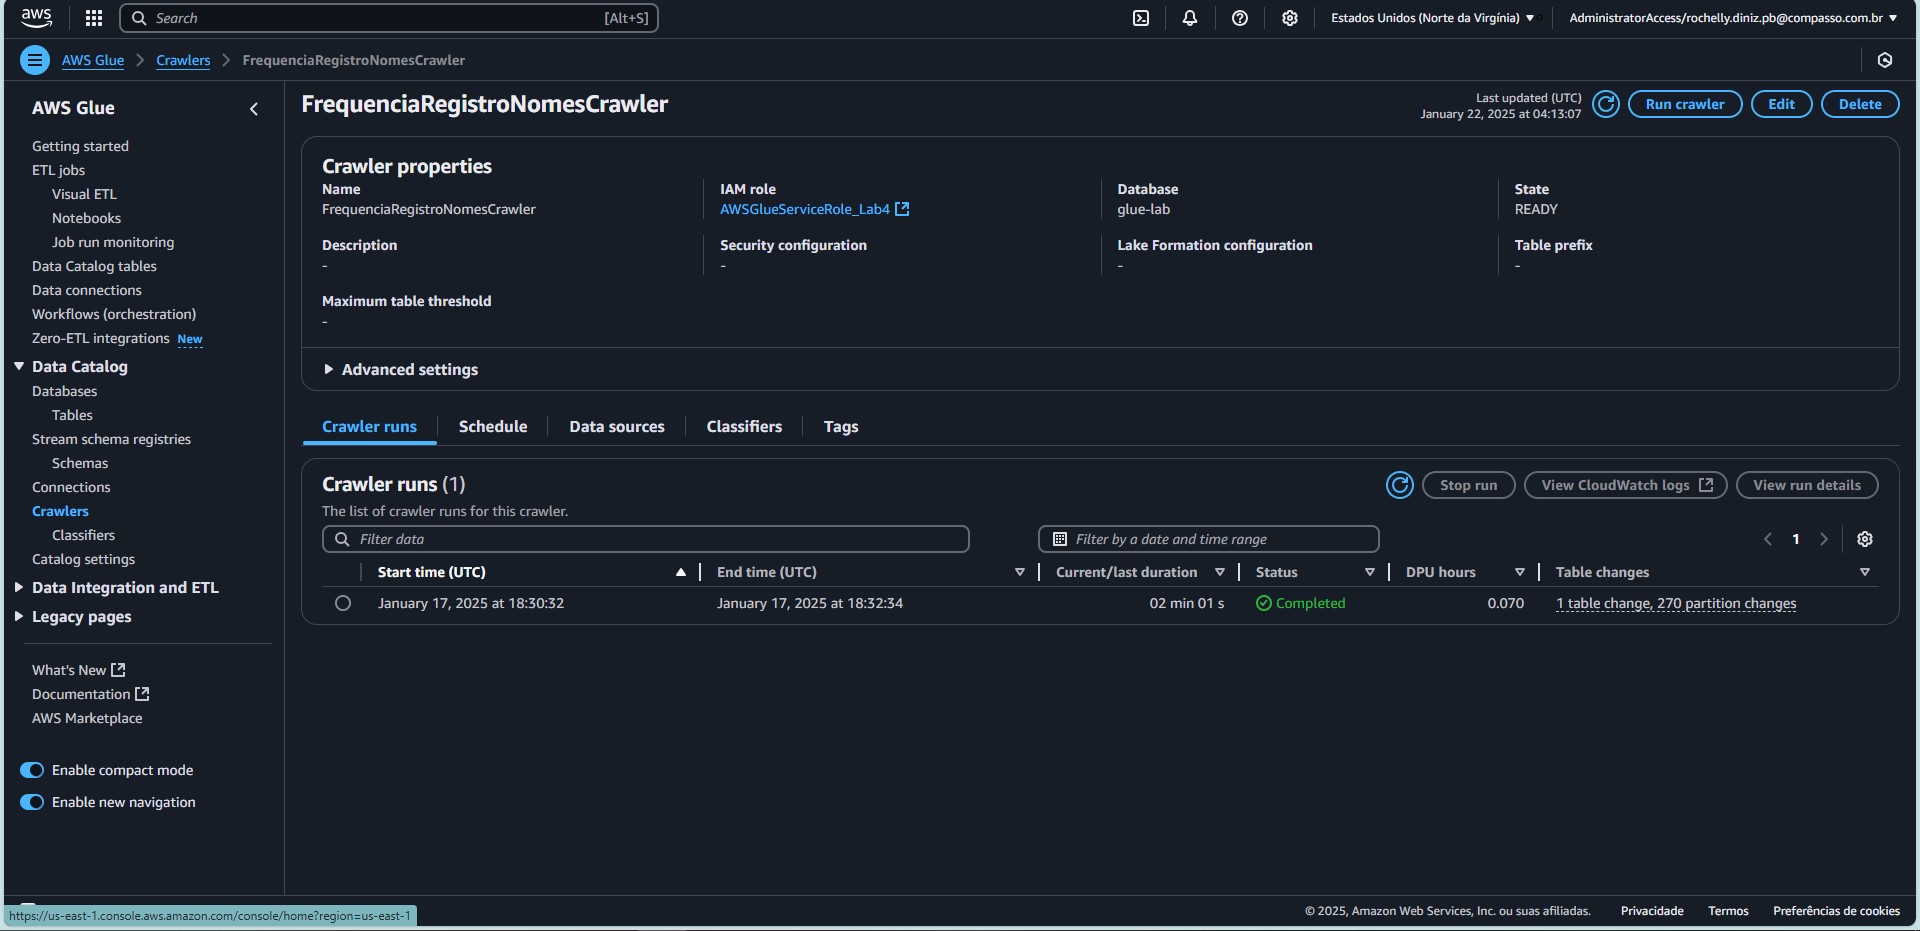 aws
Search
[Alt+S]
Estados Unidos (Norte da Virgínia)
AdministratorAccess/rochelly.diniz.pb@compasso.com.br
AWS Glue
Crawlers
FrequenciaRegistroNomesCrawler
AWS Glue
Getting started
ETL jobs
Visual ETL
Notebooks
Job run monitoring
Data Catalog tables
Data connections
Workflows (orchestration)
Zero-ETL integrations New
Data Catalog
Databases
Tables
Stream schema registries
Schemas
Connections
Crawlers
Classifiers
Catalog settings
Data Integration and ETL
Legacy pages
What's New
Documentation
AWS Marketplace
Enable compact mode
Enable new navigation
FrequenciaRegistroNomesCrawler
Last updated (UTC)
January 22, 2025 at 04:13:07
Run crawler
Edit
Delete
Crawler properties
Name
FrequenciaRegistroNomesCrawler
IAM role
AWSGlueServiceRole_Lab4
Database
glue-lab
State
READY
Description
-
Security configuration
-
Lake Formation configuration
-
Table prefix
-
Maximum table threshold
-
Advanced settings
Crawler runs
Schedule
Data sources
Classifiers
Tags
Crawler runs (1)
The list of crawler runs for this crawler.
Stop run
View CloudWatch logs
View run details
Filter data
Filter by a date and time range
1
Start time (UTC)
End time (UTC)
Current/last duration
Status
DPU hours
Table changes
January 17, 2025 at 18:30:32
January 17, 2025 at 18:32:34
02 min 01 s
Completed
0.070
1 table change, 270 partition changes
https://us-east-1.console.aws.amazon.com/console/home?region=us-east-1
© 2025, Amazon Web Services, Inc. ou suas afiliadas.
Privacidade
Termos
Preferências de cookies